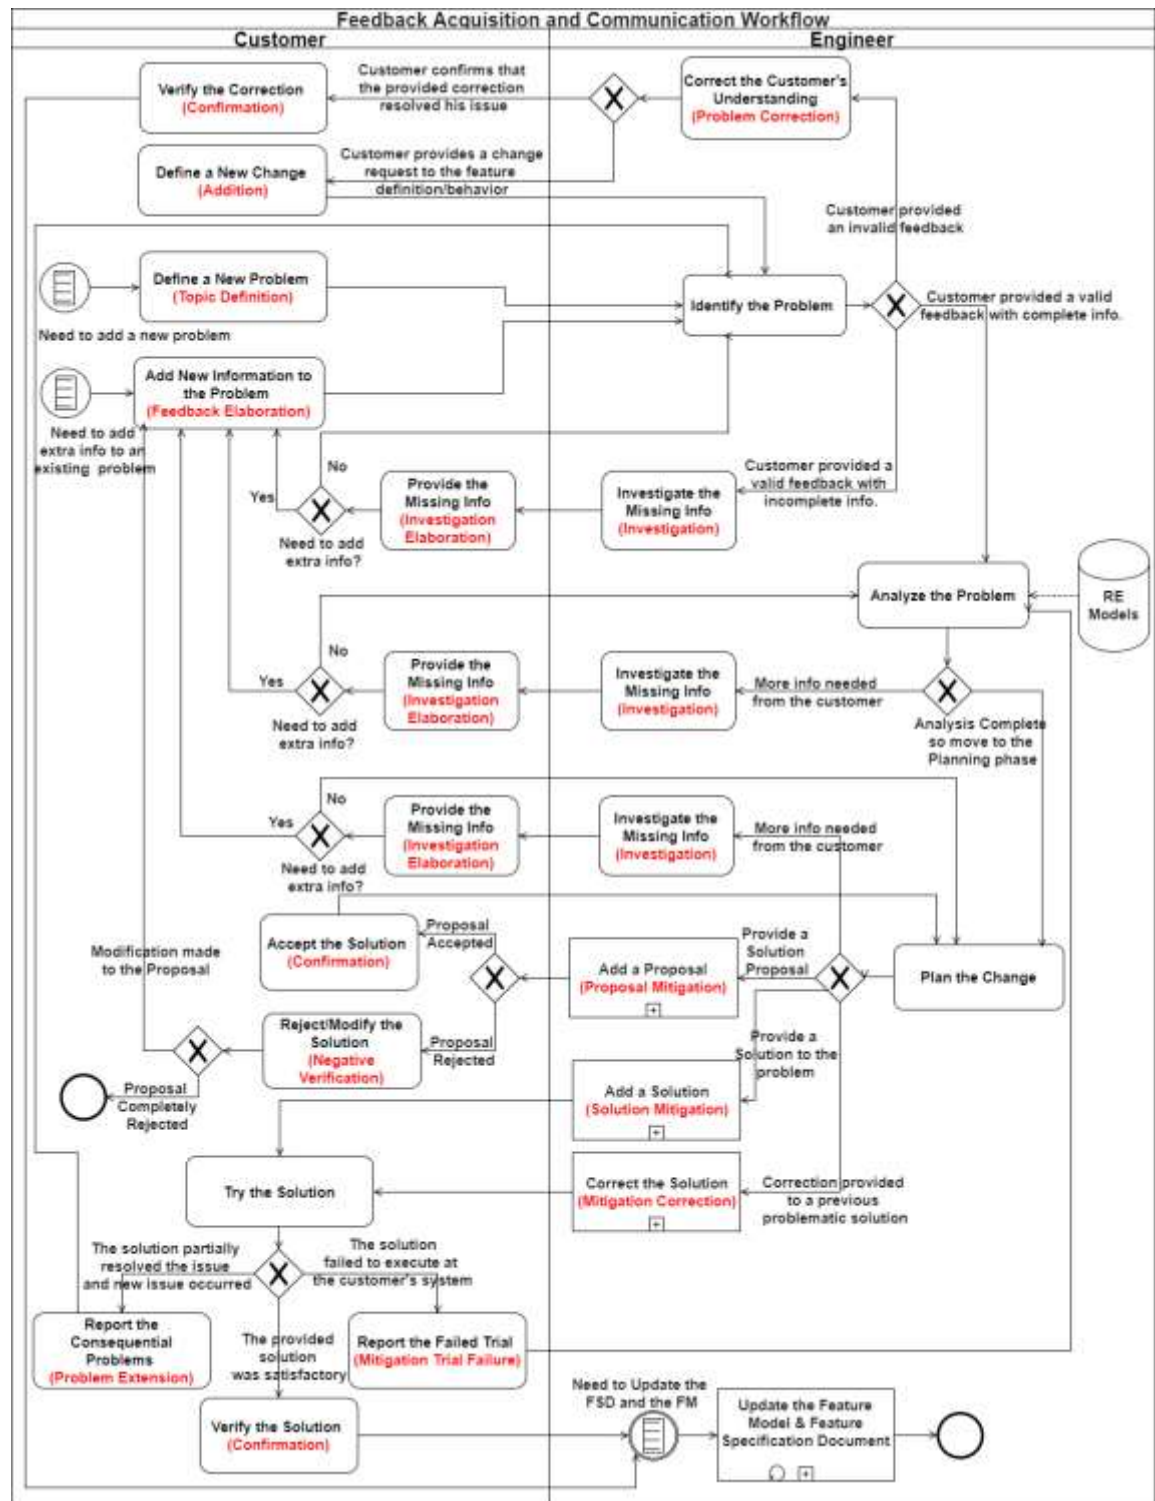 Feedback Acquisition and Communication Workflow
Customer
Engineer
Verify the Correction
(Confirmation)
Customer confirms that
the provided correction
resolved his issue
Correct the Customer's
Understanding
(Problem Correction)
Define a New Change
(Addition)
Customer provides a change
request to the feature
definition/behavior
Customer provided
an invalid feedback
Define a New Problem
(Topic Definition)
Need to add a new problem
Identify the Problem
Customer provided a valid
feedback with complete info.
Add New Information to
the Problem
(Feedback Elaboration)
Need to add
extra info to an
existing problem
No
Yes
Need to add
extra info?
Provide the
Missing Info
(Investigation
Elaboration)
Investigate the
Missing Info
(Investigation)
Customer provided a
valid feedback with
incomplete info.
Analyze the Problem
RE
Models
No
Yes
Need to add
extra info?
Provide the
Missing Info
(Investigation
Elaboration)
Investigate the
Missing Info
(Investigation)
More info needed
from the customer
Analysis Complete
so move to the
Planning phase
No
Yes
Need to add
extra info?
Provide the
Missing Info
(Investigation
Elaboration)
Investigate the
Missing Info
(Investigation)
More info needed
from the customer
Modification made
to the Proposal
Accept the Solution
(Confirmation)
Proposal
Accepted
Add a Proposal
(Proposal Mitigation)
Provide a
Solution
Proposal
Plan the Change
Reject/Modify the
Solution
(Negative
Verification)
Proposal
Rejected
Proposal
Completely
Rejected
Provide a
Solution to the
problem
Add a Solution
(Solution Mitigation)
Try the Solution
Correct the Solution
(Mitigation Correction)
Correction provided
to a previous
problematic solution
The solution partially
resolved the issue
and new issue occurred
The solution
failed to execute at
the customer's system
Report the
Consequential
Problems
(Problem Extension)
The provided
solution
was satisfactory
Report the Failed Trial
(Mitigation Trial Failure)
Verify the Solution
(Confirmation)
Need to Update the
FSD and the FM
Update the Feature
Model & Feature
Specification Document